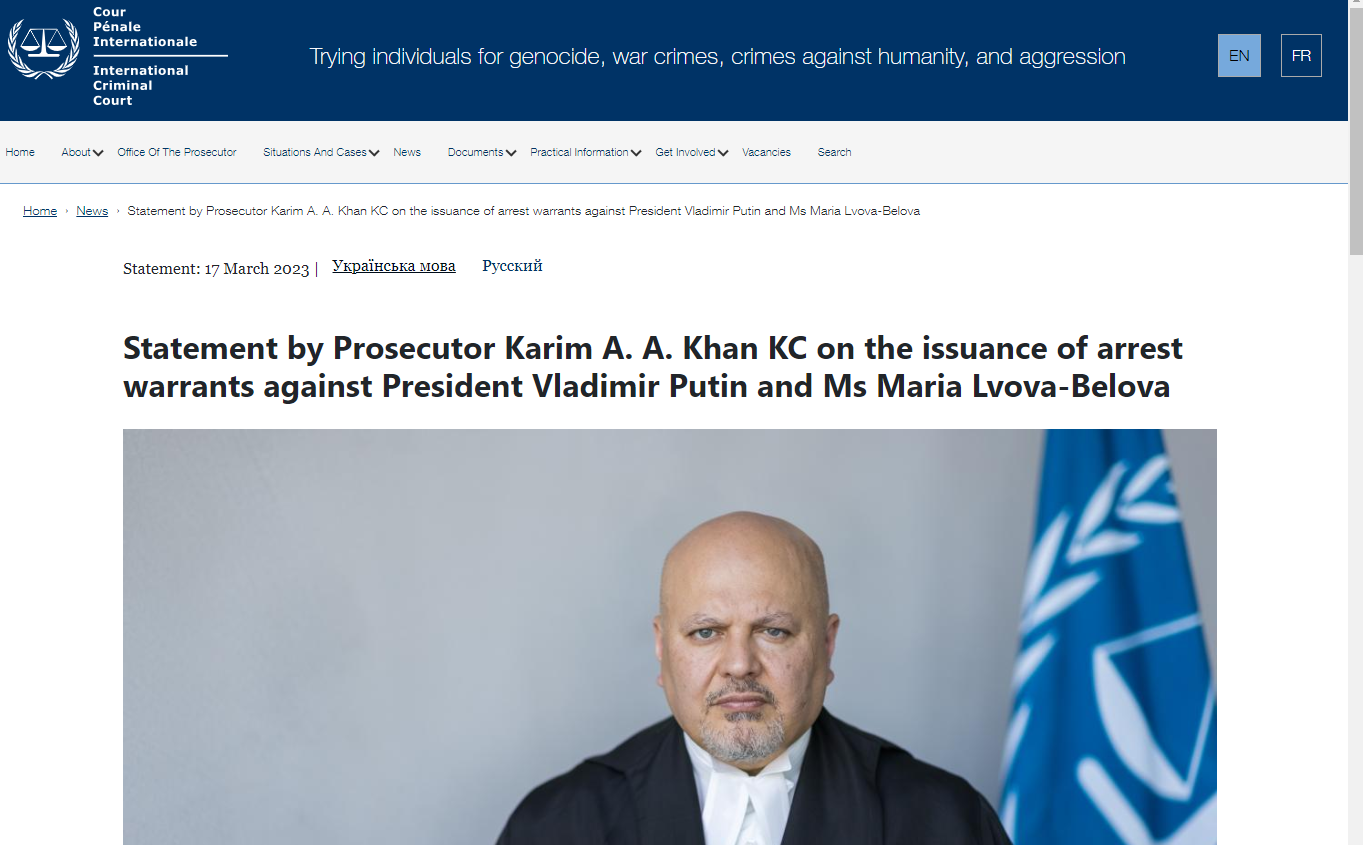 Cour
Pénale
Internationale
International
Criminal
Court
Trying individuals for genocide, war crimes, crimes against humanity, and aggression
EN
FR
Home
About
Office Of The Prosecutor
Situations And Cases
News
Documents
Practical Information
Get Involved
Vacancies
Search
Home › News › Statement by Prosecutor Karim A. A. Khan KC on the issuance of arrest warrants against President Vladimir Putin and Ms Maria Lvova-Belova
Statement: 17 March 2023 | Українська мова Русский
Statement by Prosecutor Karim A. A. Khan KC on the issuance of arrest
warrants against President Vladimir Putin and Ms Maria Lvova-Belova